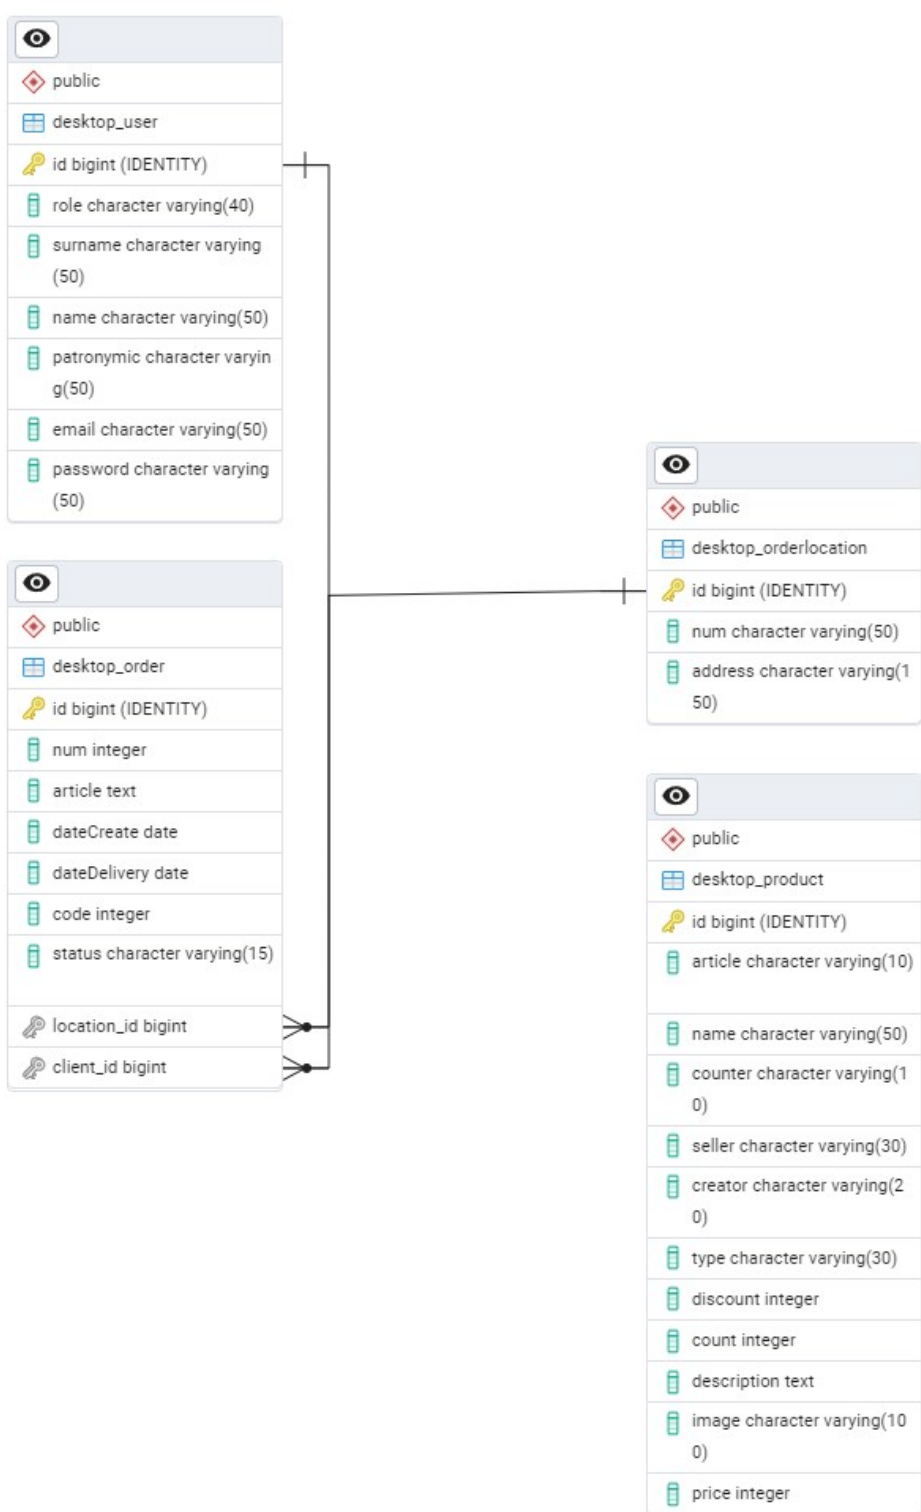 public
desktop_user
id bigint (IDENTITY)
role character varying(40)
surname character varying
(50)
name character varying(50)
patronymic character varyin
g(50)
email character varying(50)
password character varying
(50)
public
desktop_order
id bigint (IDENTITY)
num integer
article text
dateCreate date
dateDelivery date
code integer
status character varying(15)
location_id bigint
client_id bigint
public
desktop_orderlocation
id bigint (IDENTITY)
num character varying(50)
address character varying(1
50)
public
desktop_product
id bigint (IDENTITY)
article character varying(10)
name character varying(50)
counter character varying(1
0)
seller character varying(30)
creator character varying(2
0)
type character varying(30)
discount integer
count integer
description text
image character varying(10
0)
price integer